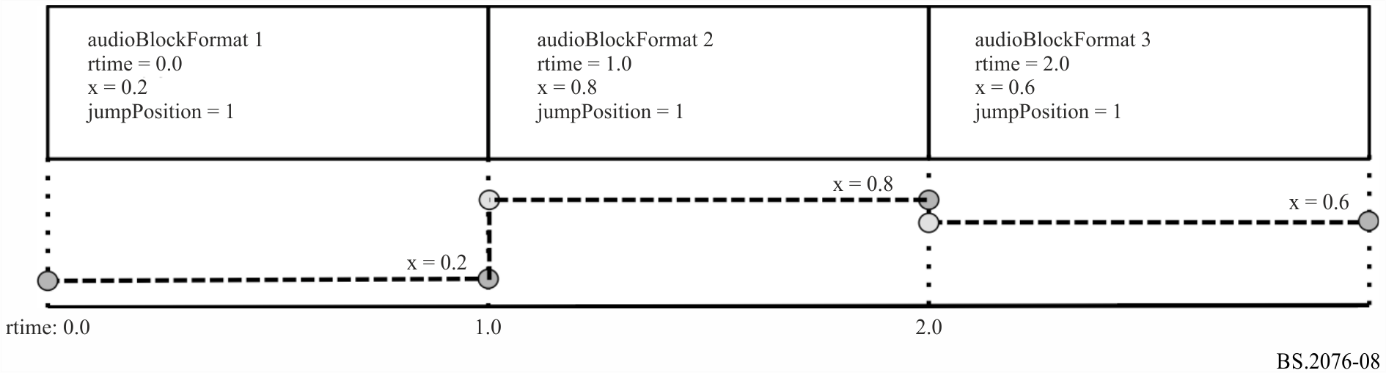 audioBlockFormat 1
rtime = 0.0
x = 0.2
jumpPosition = 1
audioBlockFormat 2
rtime = 1.0
x = 0.8
jumpPosition = 1
audioBlockFormat 3
rtime = 2.0
x = 0.6
jumpPosition = 1
x = 0.2
x = 0.8
x = 0.6
rtime: 0.0
1.0
2.0
BS.2076-08